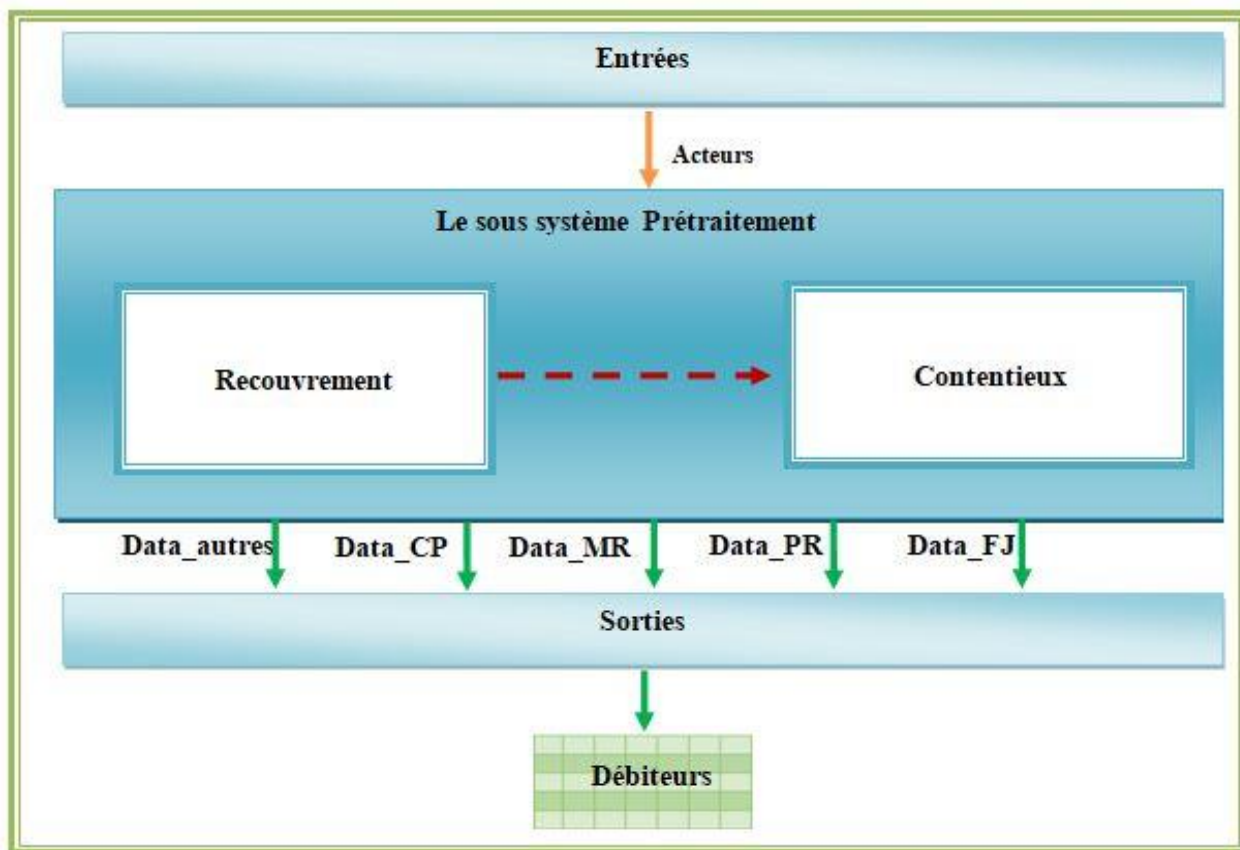 Entrées
Acteurs
Le sous système Prétraitement
Recouvrement
Contentieux
Data_autres
Data_CP
Data_MR
Data_PR
Data_FJ
Sorties
Débiteurs